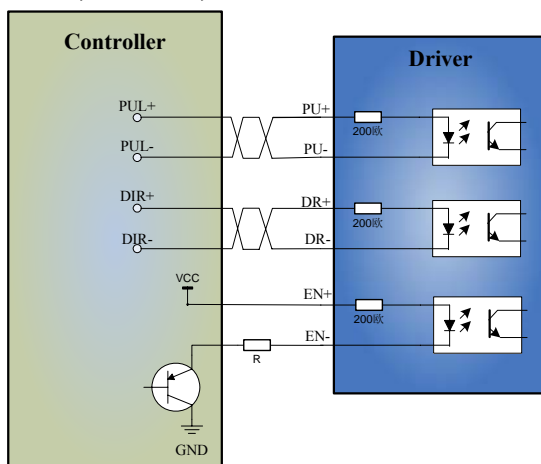 Controller
Driver
PUL+
PU+
200欧
PUL-
PU-
DIR+
DR+
200欧
DIR-
DR-
VCC
EN+
200欧
EN-
R
GND